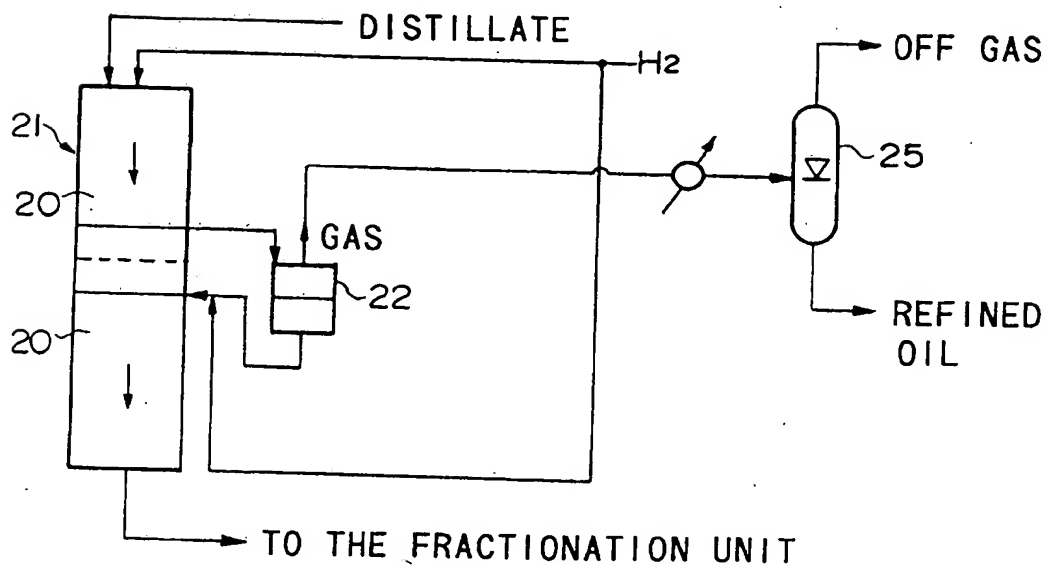 DISTILLATE
H2
OFF GAS
21
25
20
GAS
22
20
REFINED
OIL
TO THE FRACTIONATION UNIT